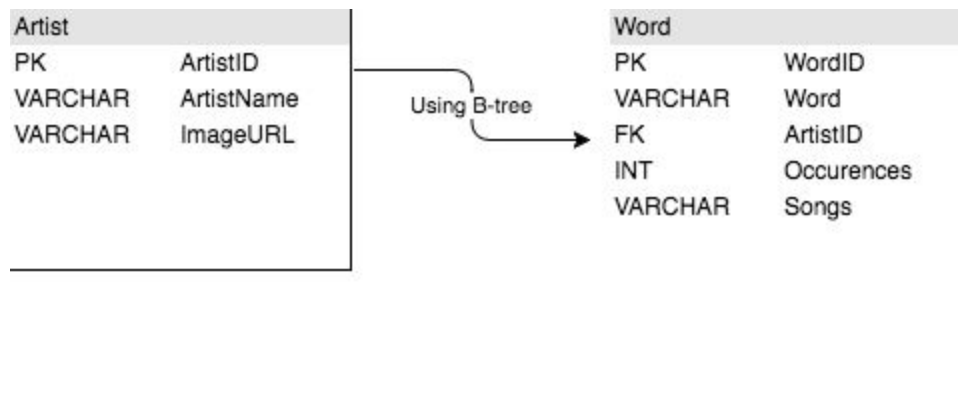 Artist
PK ArtistID
VARCHAR ArtistName
VARCHAR ImageURL
Using B-tree
Word
PK WordID
VARCHAR Word
FK ArtistID
INT Occurences
VARCHAR Songs